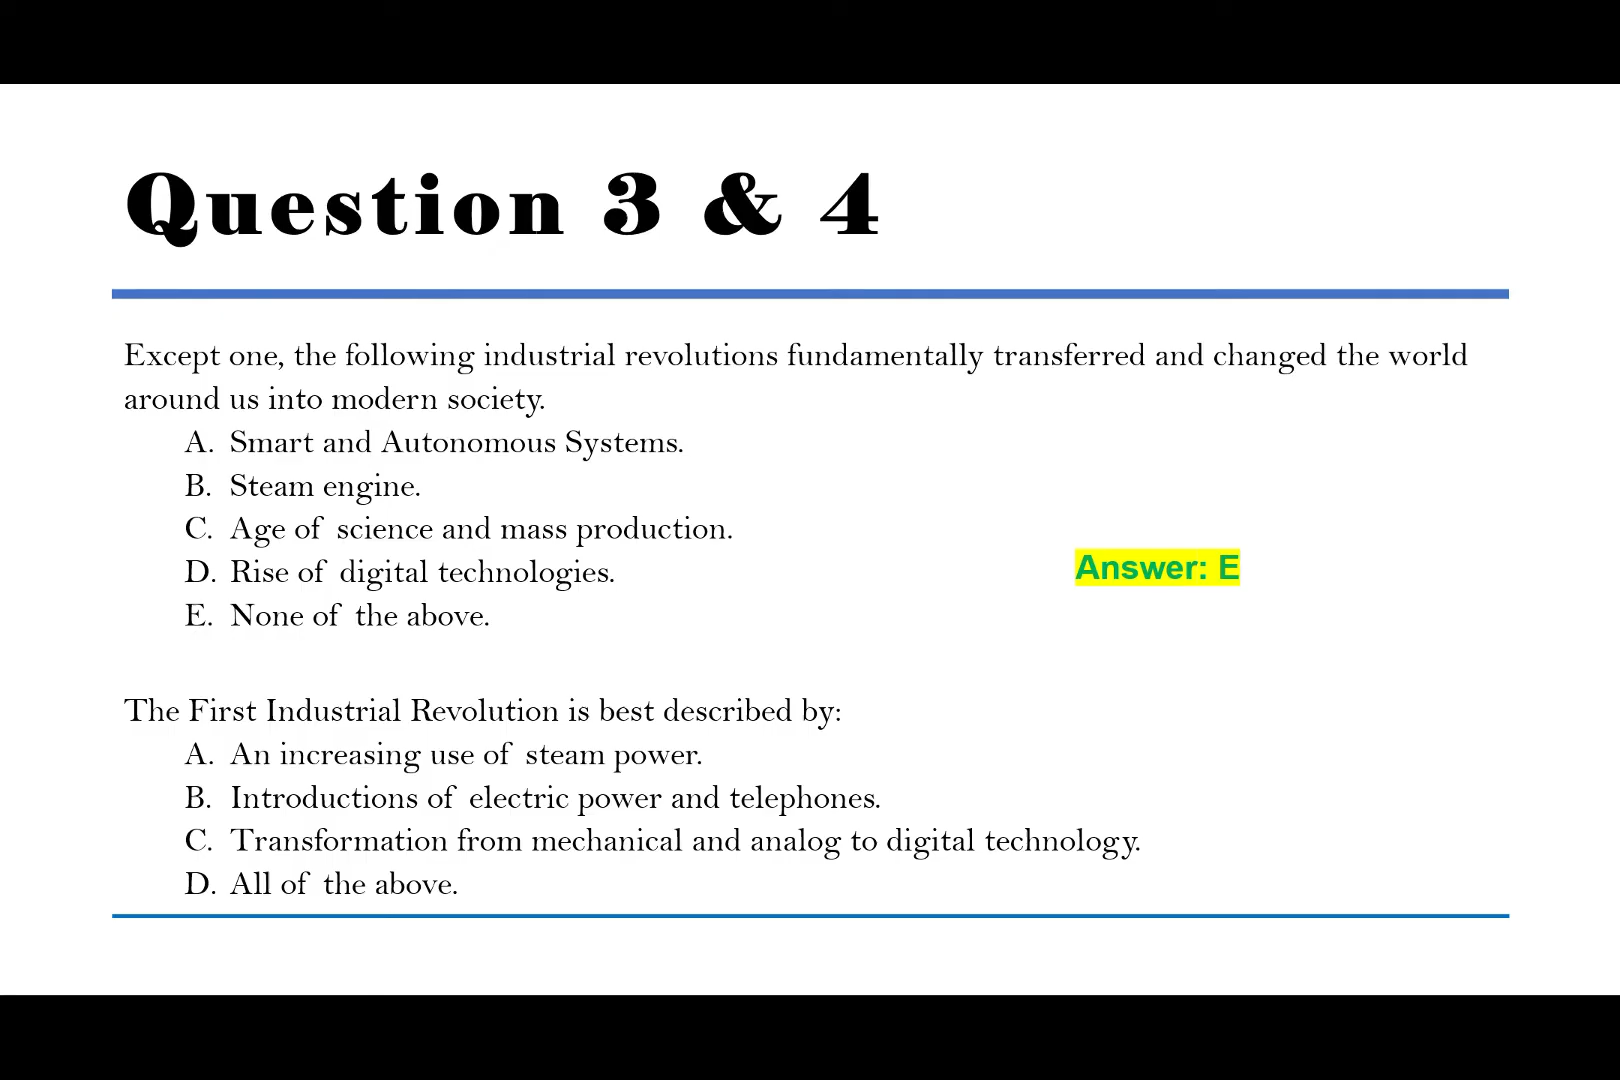 Question 3 & 4
Except one, the following industrial revolutions fundamentally transferred and changed the world
around us into modern society.
A. Smart and Autonomous Systems.
B. Steam engine.
C. Age of science and mass production.
D. Rise of digital technologies.
E. None of the above.
Answer: E
The First Industrial Revolution is best described by:
A. An increasing use of steam power.
B. Introductions of electric power and telephones.
C. Transformation from mechanical and analog to digital technology.
D. All of the above.